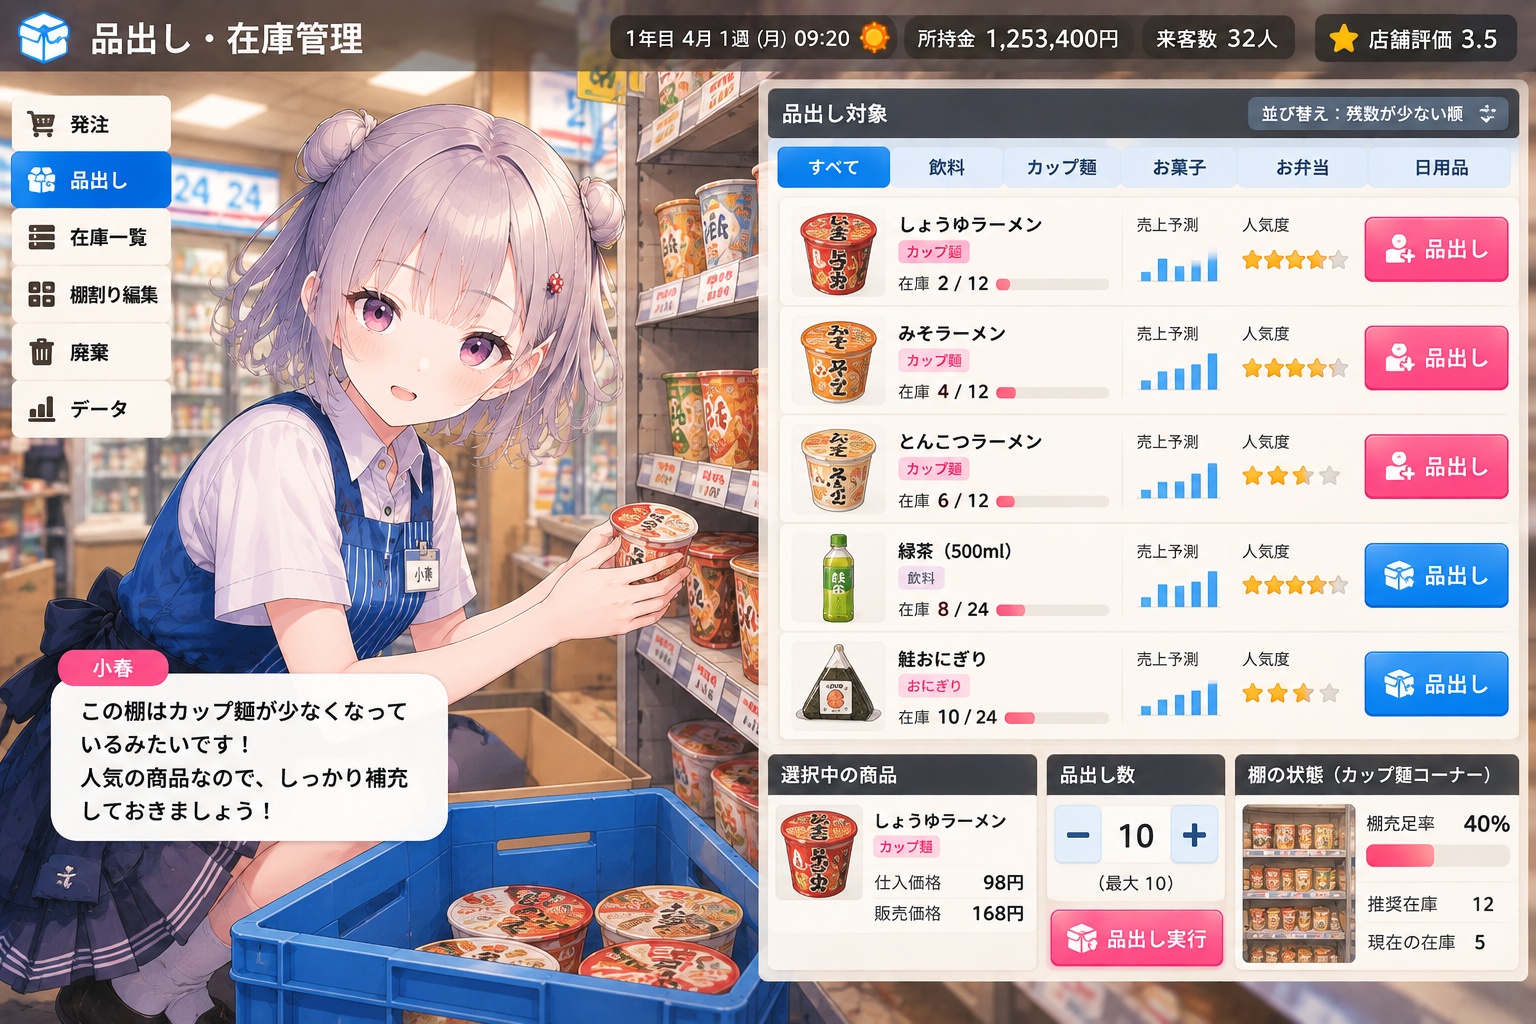 品出し・在庫管理
1年目 4月 1週 (月) 09:20
所持金 1,253,400円
来客数 32人
店舗評価 3.5
発注
品出し
在庫一覧
棚割り編集
廃棄
データ
24 24
小春
この棚はカップ麺が少なくなって
いるみたいです！
人気の商品なので、しっかり補充
しておきましょう！
品出し対象
並び替え：残数が少ない順
すべて
飲料
カップ麺
お菓子
お弁当
日用品
しょうゆラーメン
カップ麺
在庫 2 / 12
売上予測
人気度
品出し
みそラーメン
カップ麺
在庫 4 / 12
売上予測
人気度
品出し
とんこつラーメン
カップ麺
在庫 6 / 12
売上予測
人気度
品出し
緑茶（500ml）
飲料
在庫 8 / 24
売上予測
人気度
品出し
鮭おにぎり
おにぎり
在庫 10 / 24
売上予測
人気度
品出し
選択中の商品
しょうゆラーメン
カップ麺
仕入価格 98円
販売価格 168円
品出し数
− 10 +
（最大 10）
品出し実行
棚の状態（カップ麺コーナー）
棚充足率 40%
推奨在庫 12
現在の在庫 5